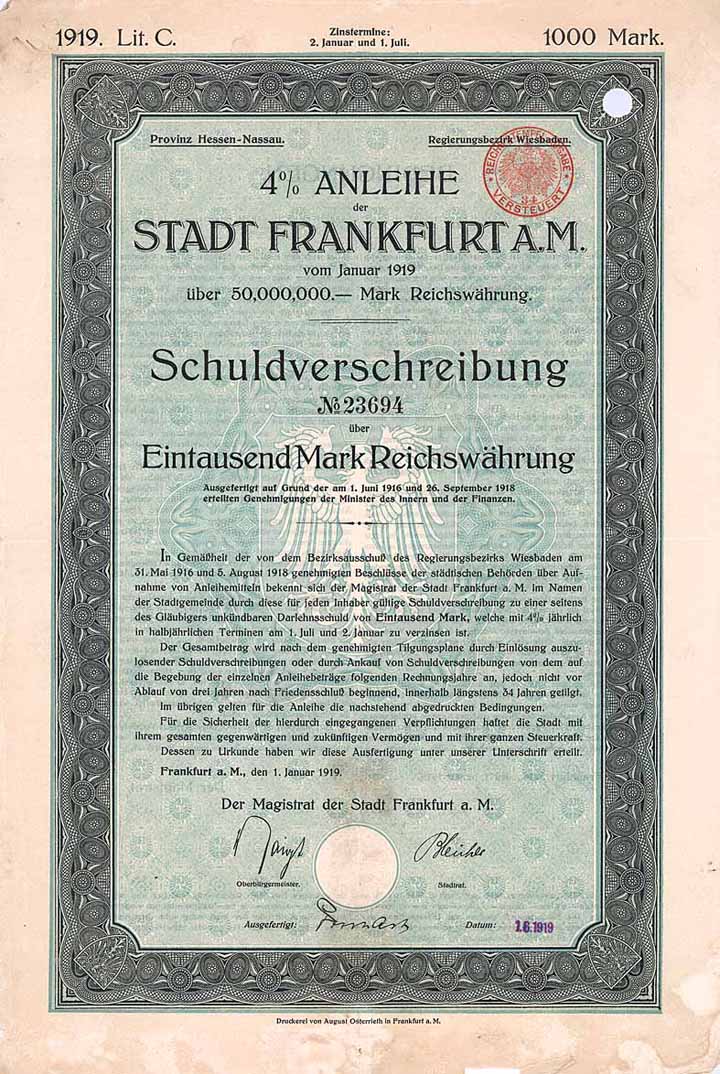 1919. Lit. C.
Zinstermine:
2. Januar und 1. Juli.
1000 Mark.
Provinz Hessen-Nassau.
Regierungsbezirk Wiesbaden.
REICHSSTEMPELABGABE
34
VERSTEUERT
4% ANLEIHE
der
STADT FRANKFURT A.M.
vom Januar 1919
über 50,000,000.— Mark Reichswährung.
Schuldverschreibung
№ 23694
über
Eintausend Mark Reichswährung
Ausgefertigt auf Grund der am 1. Juni 1916 und 26. September 1918
erteilten Genehmigungen der Minister des Innern und der Finanzen.
In Gemäßheit der von dem Bezirksausschuß des Regierungsbezirks Wiesbaden am
31. Mai 1916 und 5. August 1918 genehmigten Beschlüsse der städtischen Behörden über Auf-
nahme von Anleihemitteln bekennt sich der Magistrat der Stadt Frankfurt a. M. im Namen
der Stadtgemeinde durch diese für jeden Inhaber gültige Schuldverschreibung zu einer seitens
des Gläubigers unkündbaren Darlehnsschuld von Eintausend Mark, welche mit 4% jährlich
in halbjährlichen Terminen am 1. Juli und 2. Januar zu verzinsen ist.
Der Gesamtbetrag wird nach dem genehmigten Tilgungsplane durch Einlösung auszu-
losender Schuldverschreibungen oder durch Ankauf von Schuldverschreibungen von dem auf
die Begebung der einzelnen Anleihebeträge folgenden Rechnungsjahre an, jedoch nicht vor
Ablauf von drei Jahren nach Friedensschluß beginnend, innerhalb längstens 34 Jahren getilgt.
Im übrigen gelten für die Anleihe die nachstehend abgedruckten Bedingungen.
Für die Sicherheit der hierdurch eingegangenen Verpflichtungen haftet die Stadt mit
ihrem gesamten gegenwärtigen und zukünftigen Vermögen und mit ihrer ganzen Steuerkraft.
Dessen zu Urkunde haben wir diese Ausfertigung unter unserer Unterschrift erteilt.
Frankfurt a. M., den 1. Januar 1919.
Der Magistrat der Stadt Frankfurt a. M.
Bleicher
Oberbürgermeister.
Stadtrat.
Ausgefertigt:
Datum: 1.6.1919
Druckerei von August Osterrieth in Frankfurt a. M.